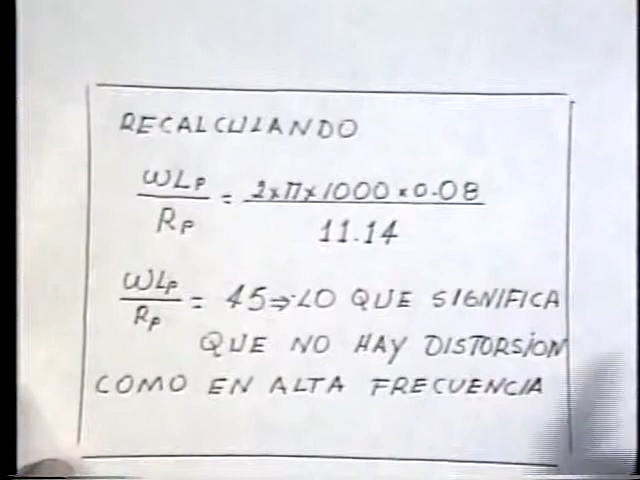 RECALCULANDO
ωLp/Rp = 2×π×1000×0.08/11.14
ωLp/Rp = 45⇒LO QUE SIGNIFICA
QUE NO HAY DISTORSION
COMO EN ALTA FRECUENCIA